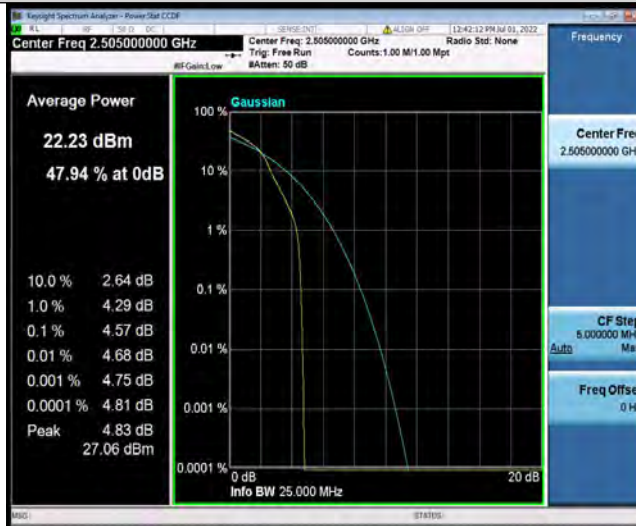 Keysight Spectrum Analyzer - Power Stat CCDF
RL RF 50 Ω DC SENSE:INT ALIGN OFF 12:42:12 PM Jul 01, 2022
Center Freq 2.505000000 GHz
Center Freq: 2.505000000 GHz Radio Std: None
Trig: Free Run Counts:1.00 M/1.00 Mpt
#IFGain:Low #Atten: 50 dB
Frequency
Average Power
22.23 dBm
47.94 % at 0dB
10.0 % 2.64 dB
1.0 % 4.29 dB
0.1 % 4.57 dB
0.01 % 4.68 dB
0.001 % 4.75 dB
0.0001 % 4.81 dB
Peak 4.83 dB
27.06 dBm
Gaussian
100 %
10 %
1 %
0.1 %
0.01 %
0.001 %
0.0001 %
0 dB 20 dB
Info BW 25.000 MHz
Center Fre
2.505000000 GH
CF Step
5.000000 MH
Auto Ma
Freq Offse
0 H
MSG STATUS